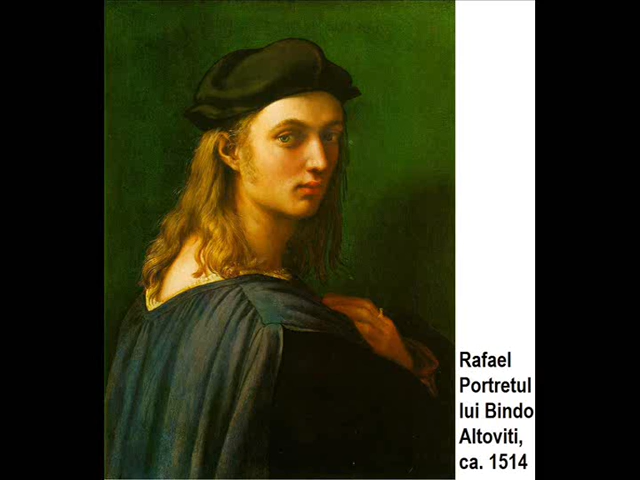 Rafael
Portretul
lui Bindo
Altoviti,
ca. 1514